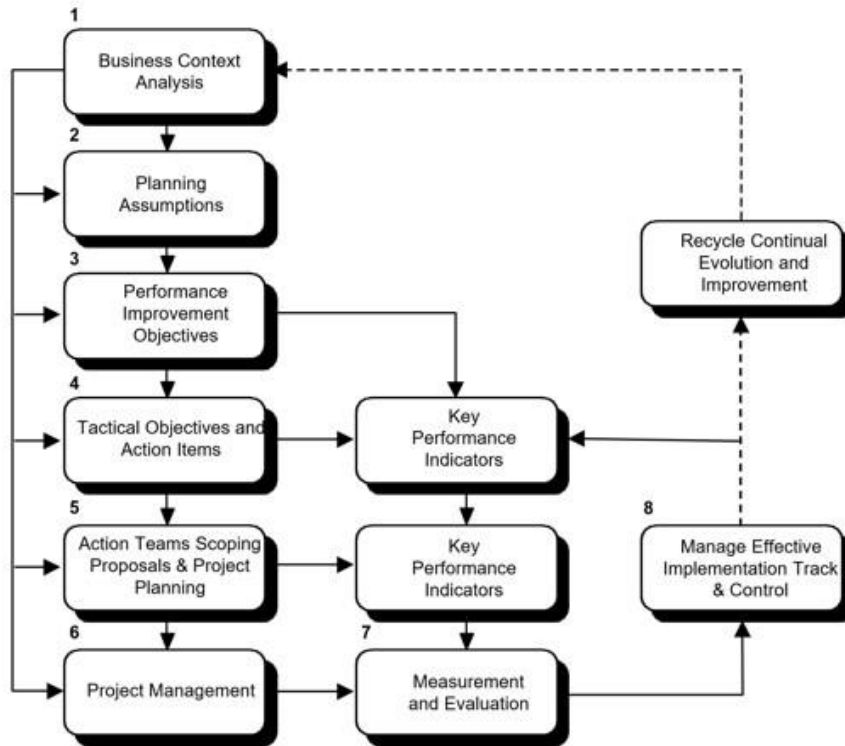 1
Business Context
Analysis
2
Planning
Assumptions
3
Performance
Improvement
Objectives
Recycle Continual
Evolution and
Improvement
4
Tactical Objectives and
Action Items
Key
Performance
Indicators
5
Action Teams Scoping
Proposals & Project
Planning
Key
Performance
Indicators
8
Manage Effective
Implementation Track
& Control
6
Project Management
7
Measurement
and Evaluation